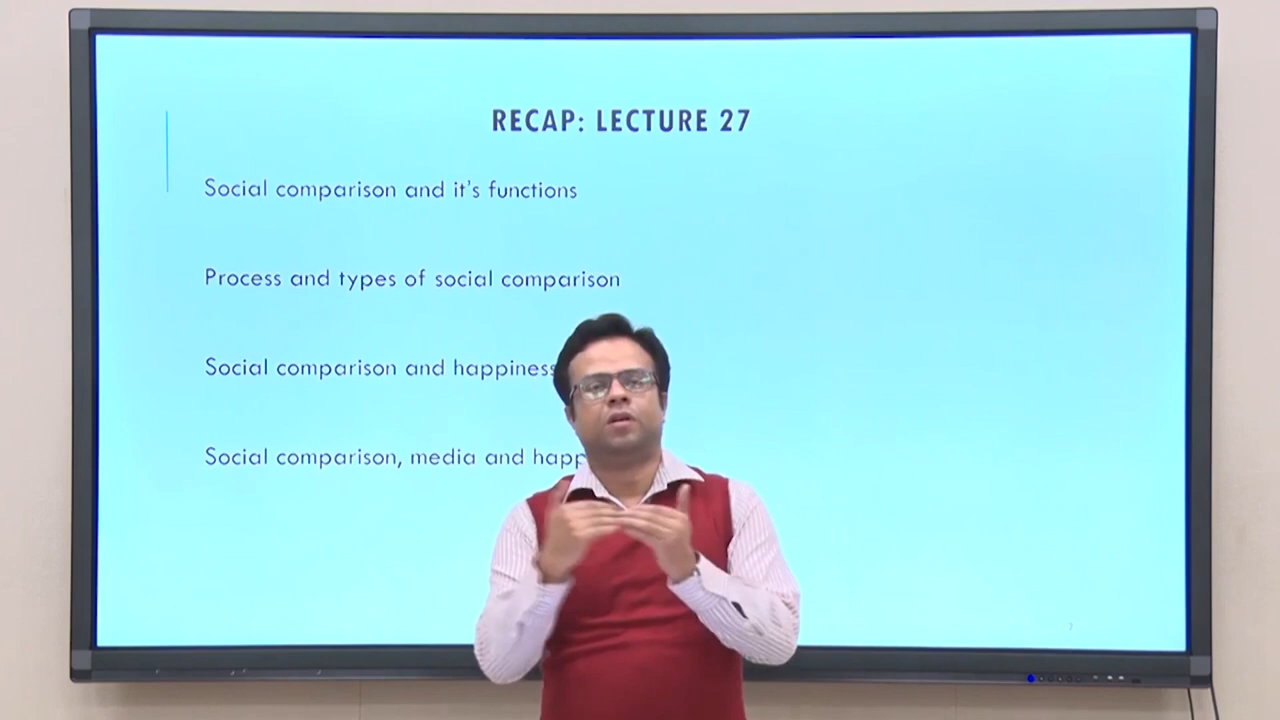 RECAP: LECTURE 27
Social comparison and it's functions
Process and types of social comparison
Social comparison and happiness
Social comparison, media and happ